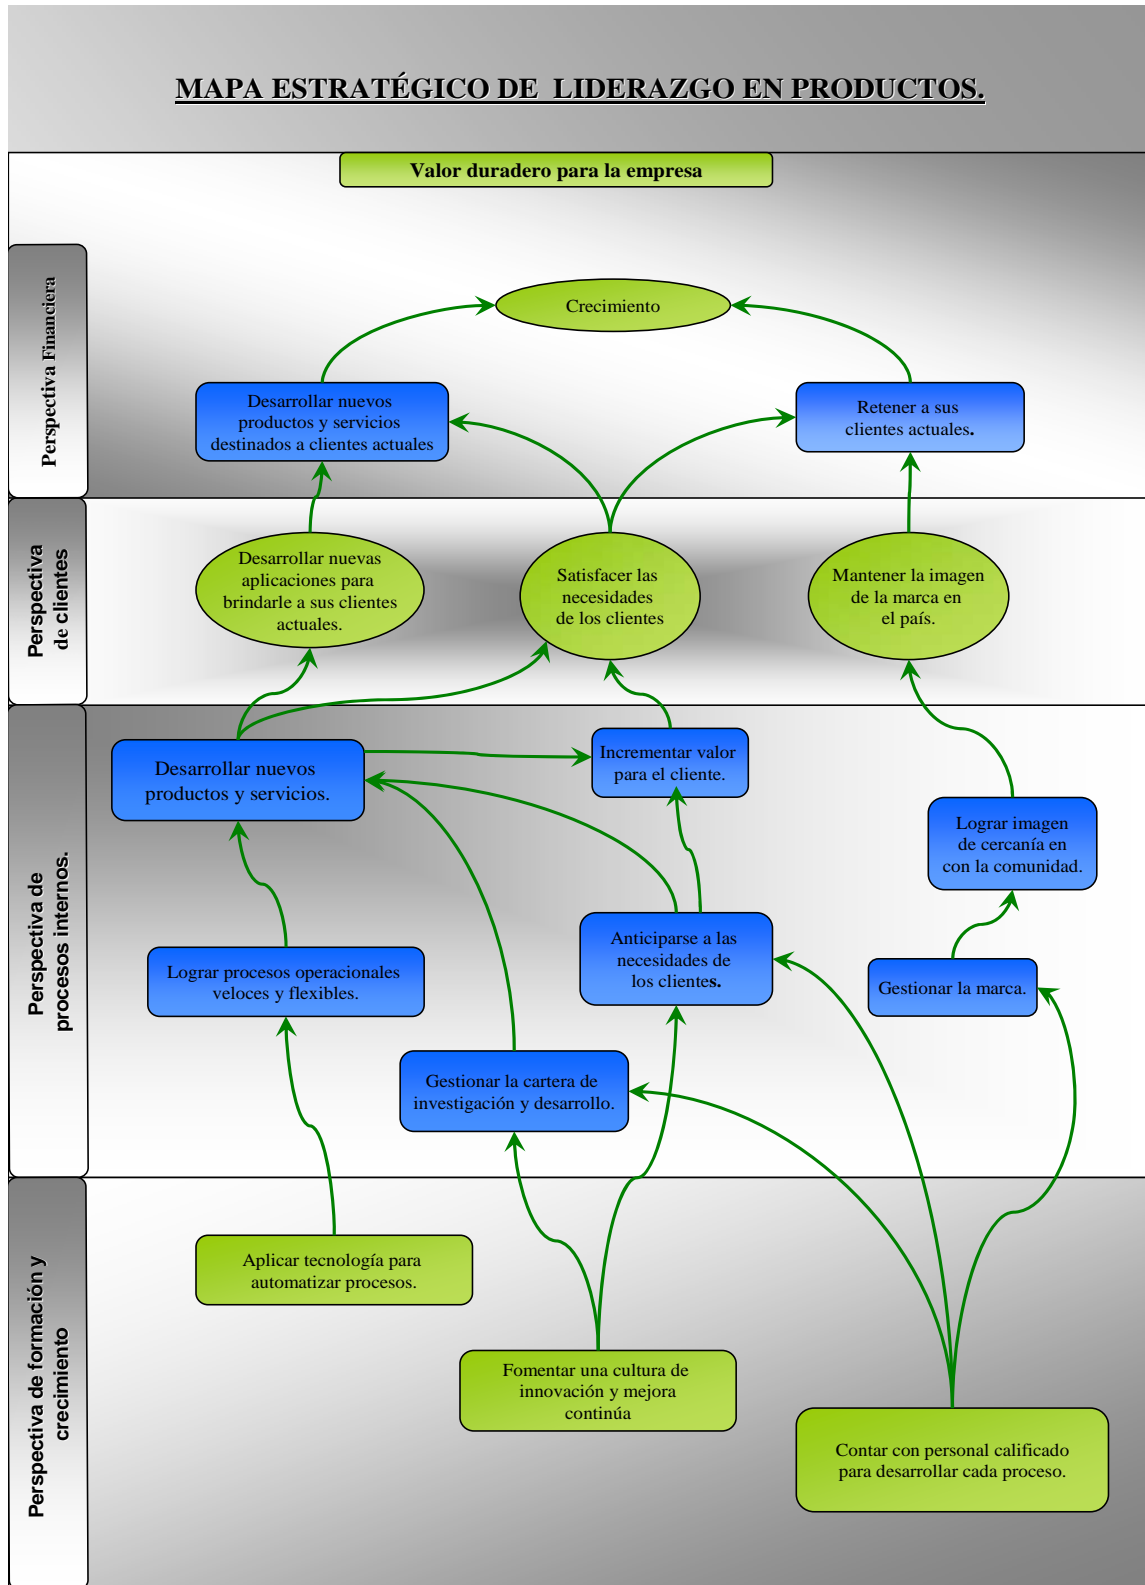 MAPA ESTRATÉGICO DE LIDERAZGO EN PRODUCTOS.
Valor duradero para la empresa
Perspectiva Financiera
Crecimiento
Desarrollar nuevos
productos y servicios
destinados a clientes actuales
Retener a sus
clientes actuales.
Perspectiva
de clientes
Desarrollar nuevas
aplicaciones para
brindarle a sus clientes
actuales.
Satisfacer las
necesidades
de los clientes
Mantener la imagen
de la marca en
el país.
Perspectiva de
procesos internos.
Desarrollar nuevos
productos y servicios.
Incrementar valor
para el cliente.
Lograr imagen
de cercanía en
con la comunidad.
Lograr procesos operacionales
veloces y flexibles.
Anticiparse a las
necesidades de
los clientes.
Gestionar la marca.
Gestionar la cartera de
investigación y desarrollo.
Perspectiva de formación y
crecimiento
Aplicar tecnología para
automatizar procesos.
Fomentar una cultura de
innovación y mejora
continúa
Contar con personal calificado
para desarrollar cada proceso.